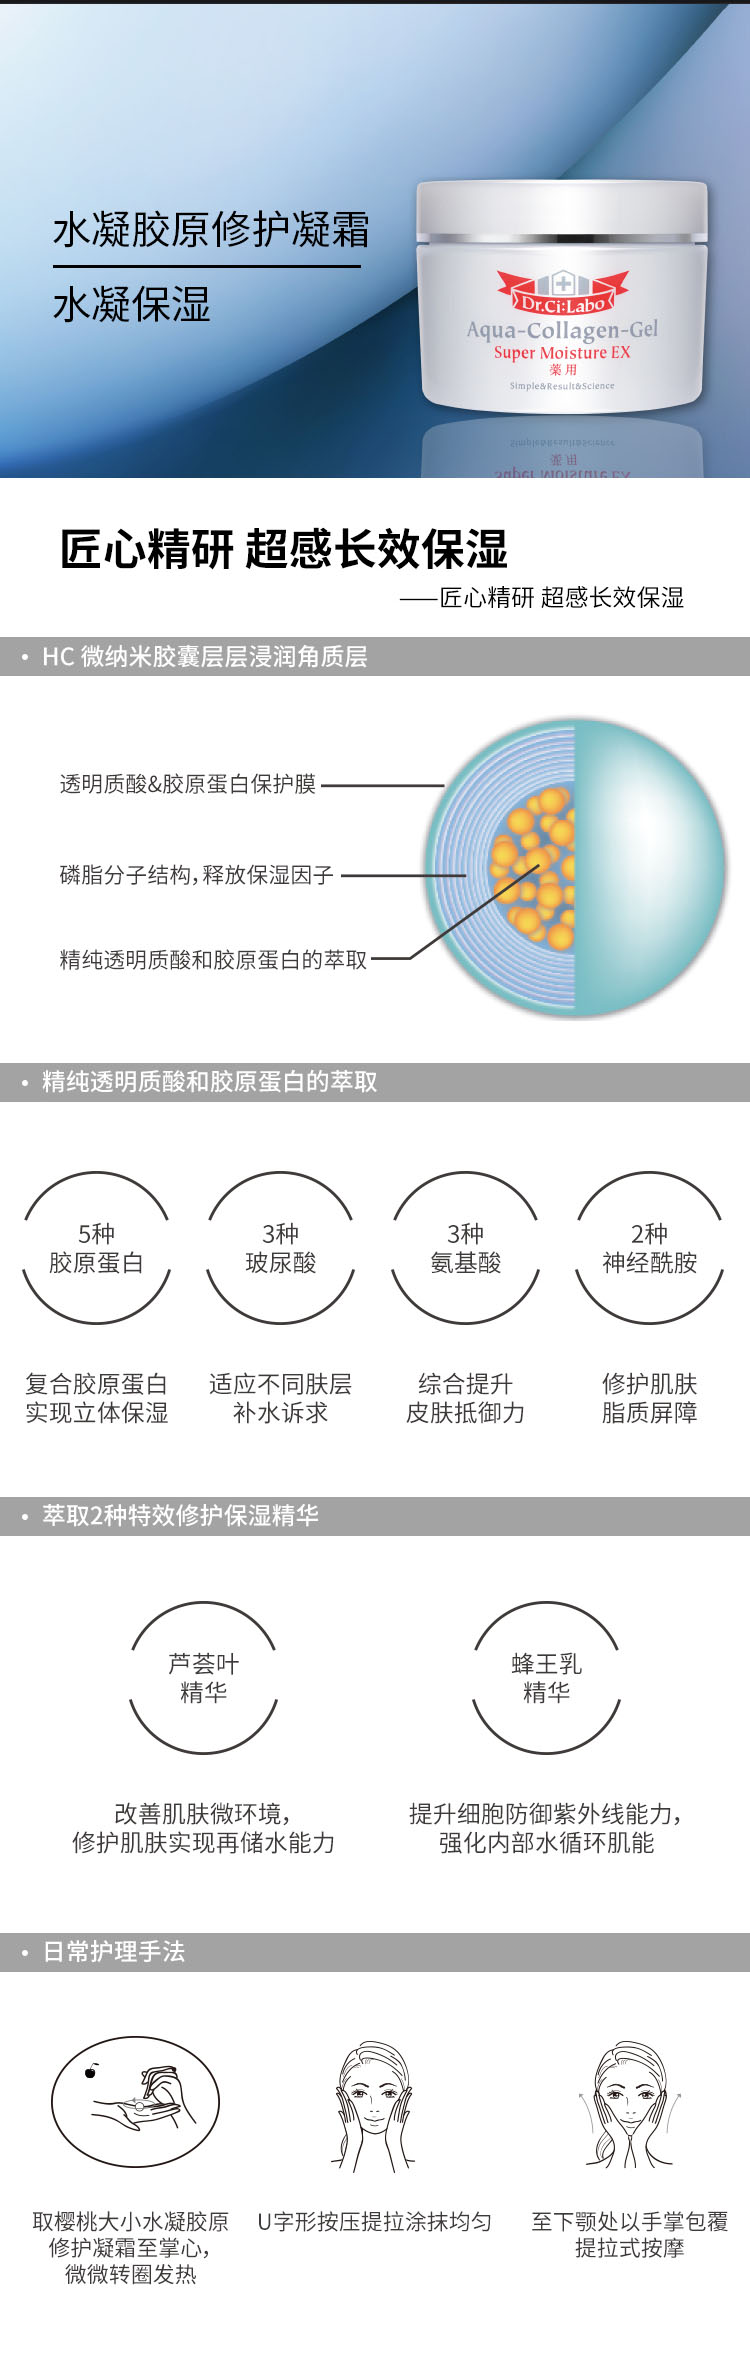 水凝胶原修护凝霜
水凝保湿
Dr.Ci:Labo
Aqua-Collagen-Gel
Super Moisture EX
薬用
Simple&Result&Science
匠心精研 超感长效保湿
——匠心精研 超感长效保湿
• HC 微纳米胶囊层层浸润角质层
透明质酸&胶原蛋白保护膜
磷脂分子结构，释放保湿因子
精纯透明质酸和胶原蛋白的萃取
• 精纯透明质酸和胶原蛋白的萃取
5种
胶原蛋白
3种
玻尿酸
3种
氨基酸
2种
神经酰胺
复合胶原蛋白
实现立体保湿
适应不同肤层
补水诉求
综合提升
皮肤抵御力
修护肌肤
脂质屏障
• 萃取2种特效修护保湿精华
芦荟叶
精华
蜂王乳
精华
改善肌肤微环境，
修护肌肤实现再储水能力
提升细胞防御紫外线能力，
强化内部水循环肌能
• 日常护理手法
取樱桃大小水凝胶原
修护凝霜至掌心，
微微转圈发热
U字形按压提拉涂抹均匀
至下颚处以手掌包覆
提拉式按摩